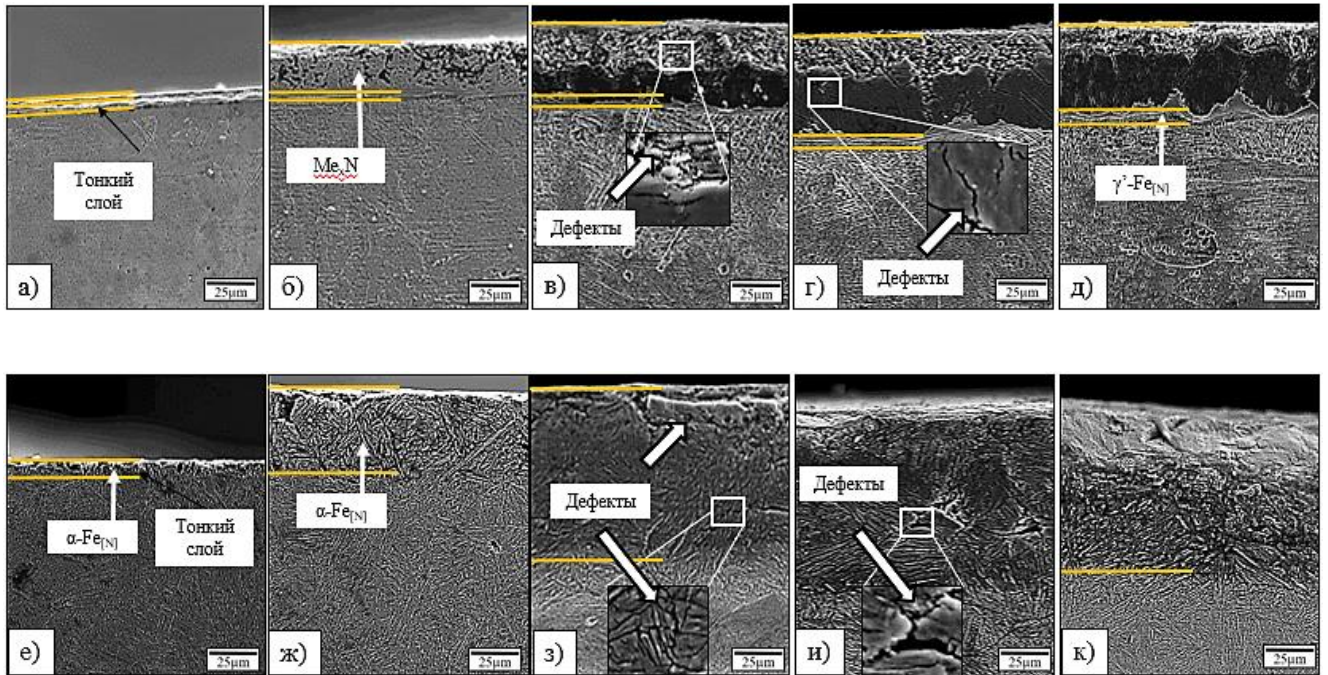 Тонкий
слой
а)
25μm
MeₓN
б)
25μm
Дефекты
в)
25μm
Дефекты
г)
25μm
γ’-Fe[N]
д)
25μm
α-Fe[N]
Тонкий
слой
е)
25μm
α-Fe[N]
ж)
25μm
Дефекты
з)
25μm
Дефекты
и)
25μm
к)
25μm